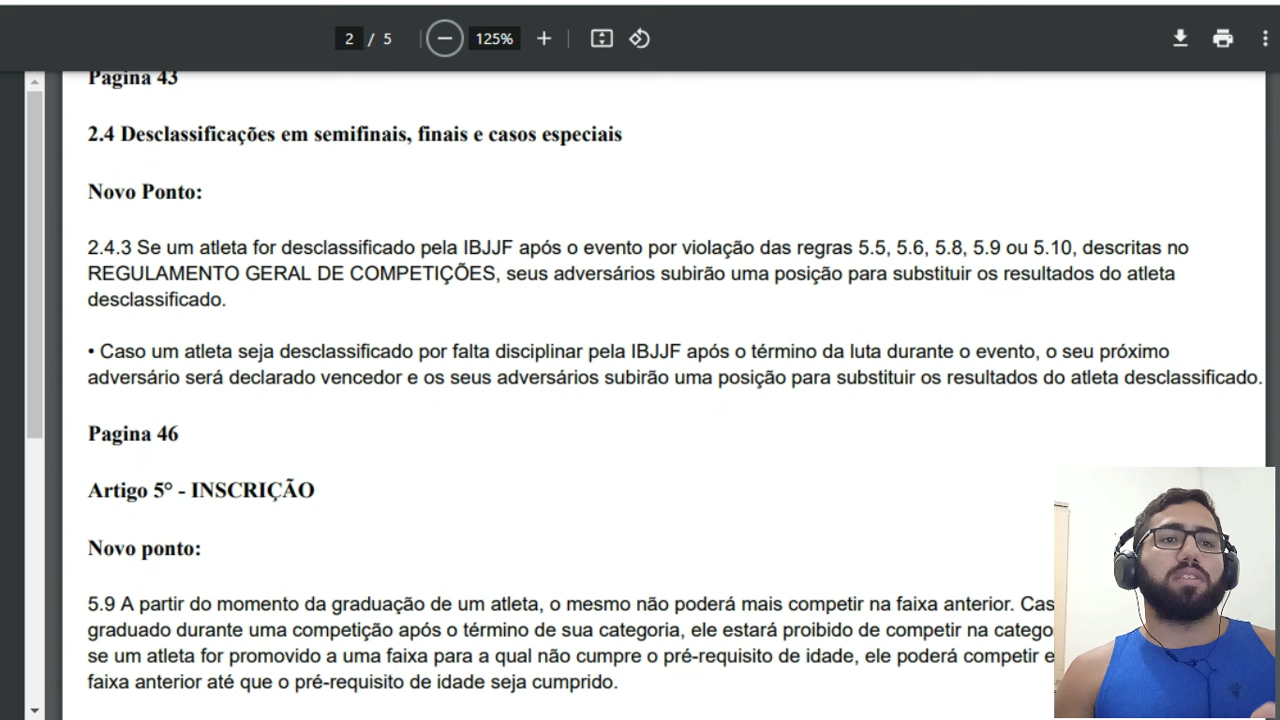 2 / 5
125%
Pagina 43
2.4 Desclassificações em semifinais, finais e casos especiais
Novo Ponto:
2.4.3 Se um atleta for desclassificado pela IBJJF após o evento por violação das regras 5.5, 5.6, 5.8, 5.9 ou 5.10, descritas no
REGULAMENTO GERAL DE COMPETIÇÕES, seus adversários subirão uma posição para substituir os resultados do atleta
desclassificado.
• Caso um atleta seja desclassificado por falta disciplinar pela IBJJF após o término da luta durante o evento, o seu próximo
adversário será declarado vencedor e os seus adversários subirão uma posição para substituir os resultados do atleta desclassificado.
Pagina 46
Artigo 5° - INSCRIÇÃO
Novo ponto:
5.9 A partir do momento da graduação de um atleta, o mesmo não poderá mais competir na faixa anterior. Cas
graduado durante uma competição após o término de sua categoria, ele estará proibido de competir na catego
se um atleta for promovido a uma faixa para a qual não cumpre o pré-requisito de idade, ele poderá competir e
faixa anterior até que o pré-requisito de idade seja cumprido.